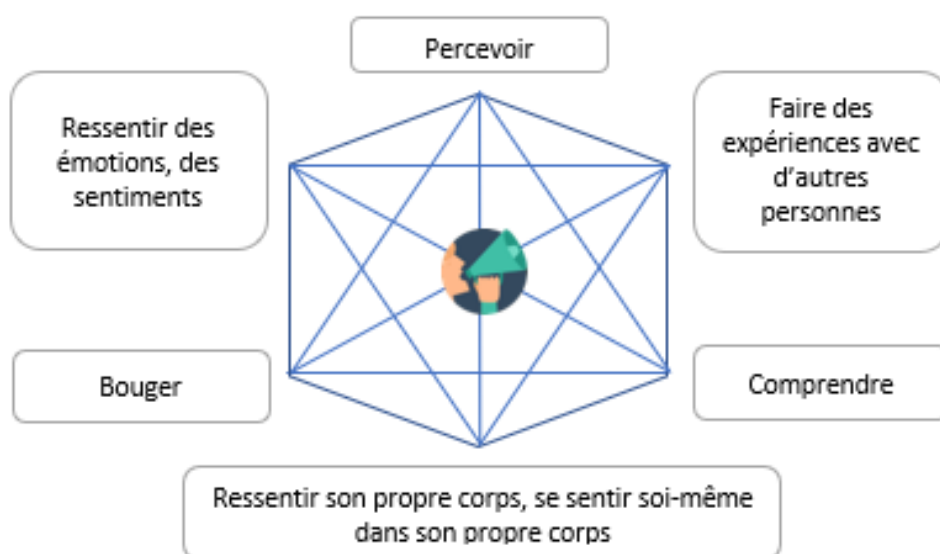 Percevoir
Ressentir des
émotions, des
sentiments
Faire des
expériences avec
d'autres
personnes
Bouger
Comprendre
Ressentir son propre corps, se sentir soi-même
dans son propre corps